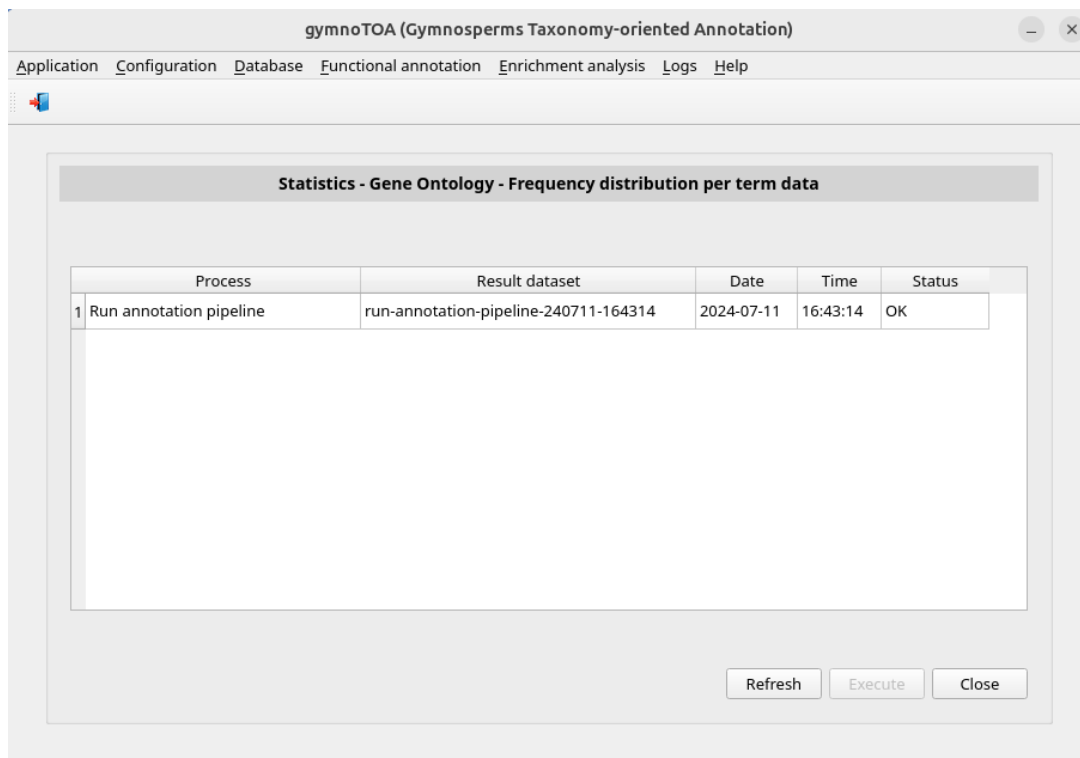 gymnoTOA (Gymnosperms Taxonomy-oriented Annotation)
Application Configuration Database Functional annotation Enrichment analysis Logs Help
Statistics - Gene Ontology - Frequency distribution per term data
Process Result dataset Date Time Status
1 Run annotation pipeline run-annotation-pipeline-240711-164314 2024-07-11 16:43:14 OK
Refresh Execute Close